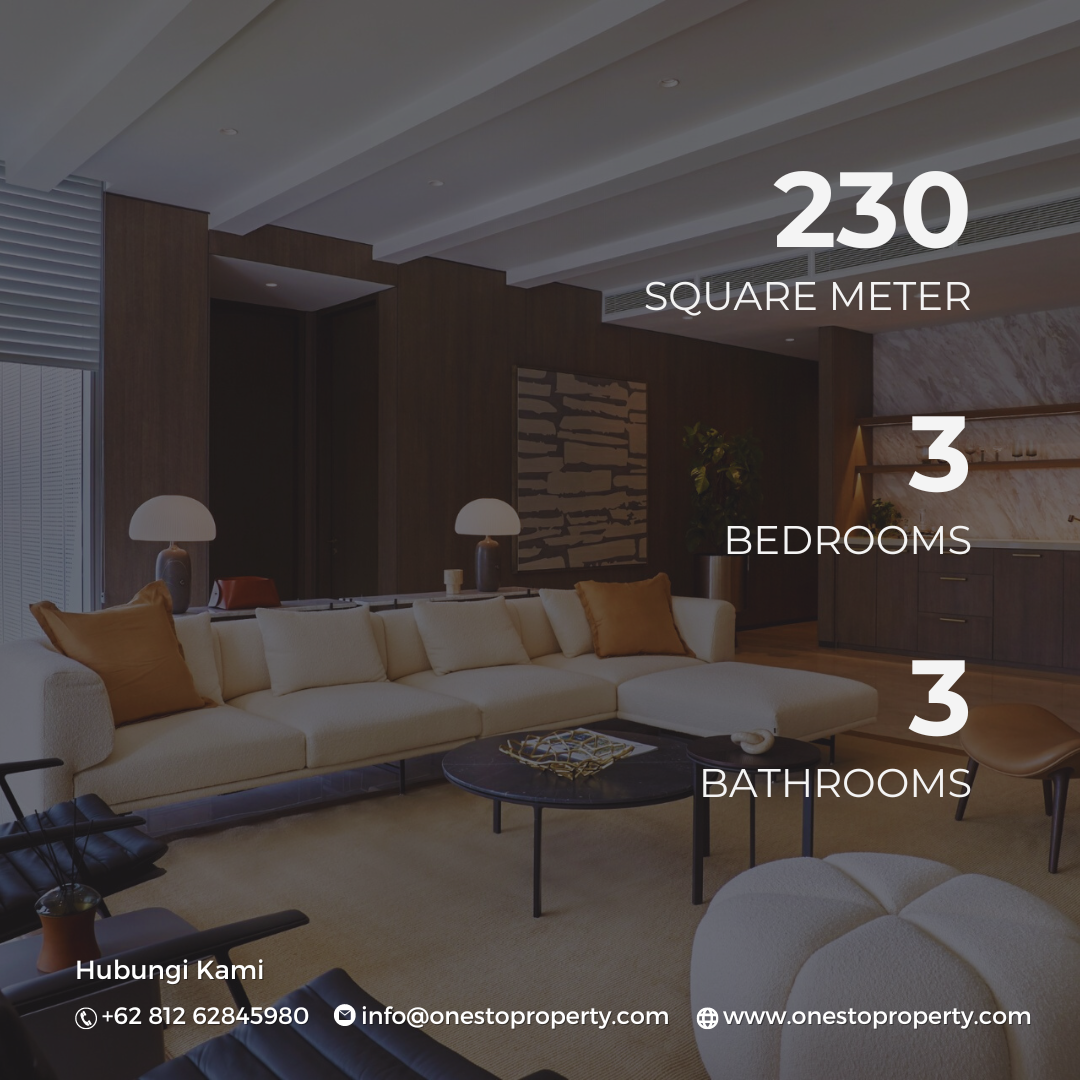 230
SQUARE METER
3
BEDROOMS
3
BATHROOMS
Hubungi Kami
+62 812 62845980 info@onestoproperty.com www.onestoproperty.com